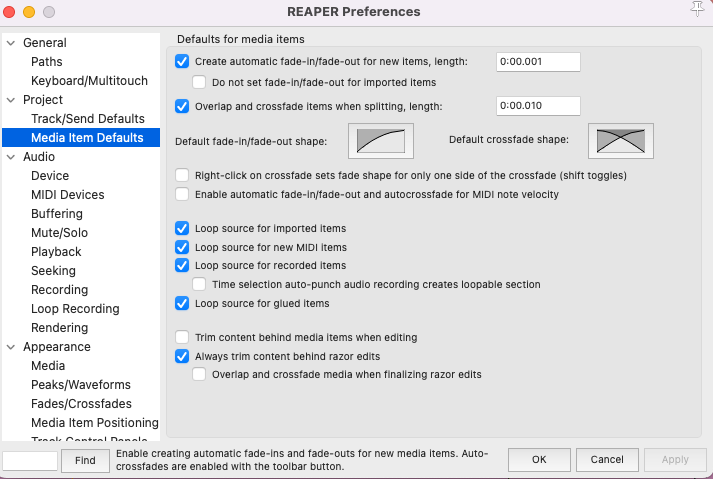 REAPER Preferences
General
Paths
Keyboard/Multitouch
Project
Track/Send Defaults
Media Item Defaults
Audio
Device
MIDI Devices
Buffering
Mute/Solo
Playback
Seeking
Recording
Loop Recording
Rendering
Appearance
Media
Peaks/Waveforms
Fades/Crossfades
Media Item Positioning
Track Control Panels
Defaults for media items
Create automatic fade-in/fade-out for new items, length: 0:00.001
Do not set fade-in/fade-out for imported items
Overlap and crossfade items when splitting, length: 0:00.010
Default fade-in/fade-out shape: Default crossfade shape:
Right-click on crossfade sets fade shape for only one side of the crossfade (shift toggles)
Enable automatic fade-in/fade-out and autocrossfade for MIDI note velocity
Loop source for imported items
Loop source for new MIDI items
Loop source for recorded items
Time selection auto-punch audio recording creates loopable section
Loop source for glued items
Trim content behind media items when editing
Always trim content behind razor edits
Overlap and crossfade media when finalizing razor edits
Find
Enable creating automatic fade-ins and fade-outs for new media items. Auto-
crossfades are enabled with the toolbar button.
OK Cancel Apply